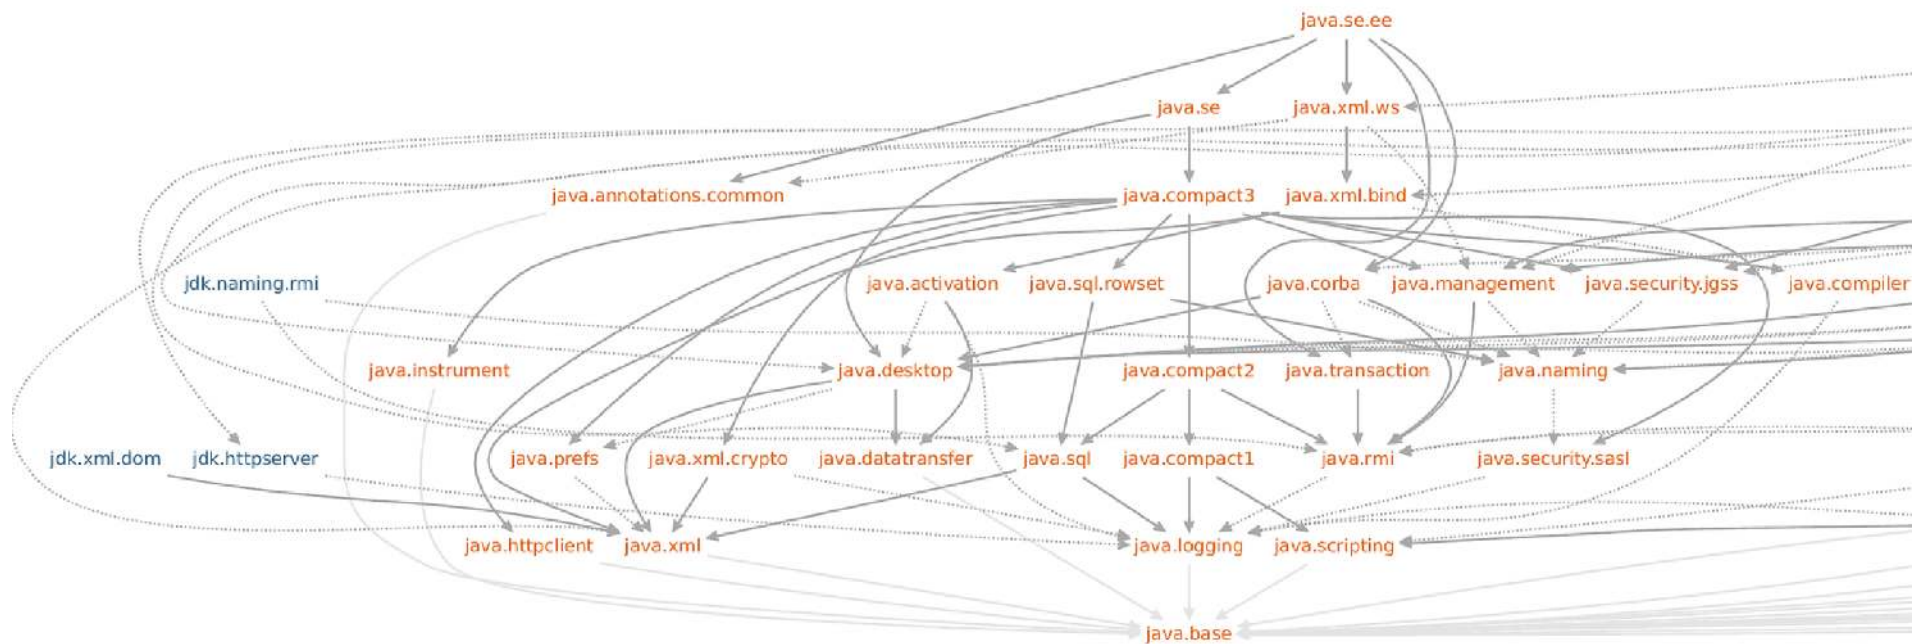 java.se.ee
java.se java.xml.ws
java.annotations.common java.compact3 java.xml.bind
jdk.naming.rmi java.activation java.sql.rowset java.corba java.management java.security.jgss java.compiler
java.instrument java.desktop java.compact2 java.transaction java.naming
jdk.xml.dom jdk.httpserver java.prefs java.xml.crypto java.datatransfer java.sql java.compact1 java.rmi java.security.sasl
java.httpclient java.xml java.logging java.scripting
java.base